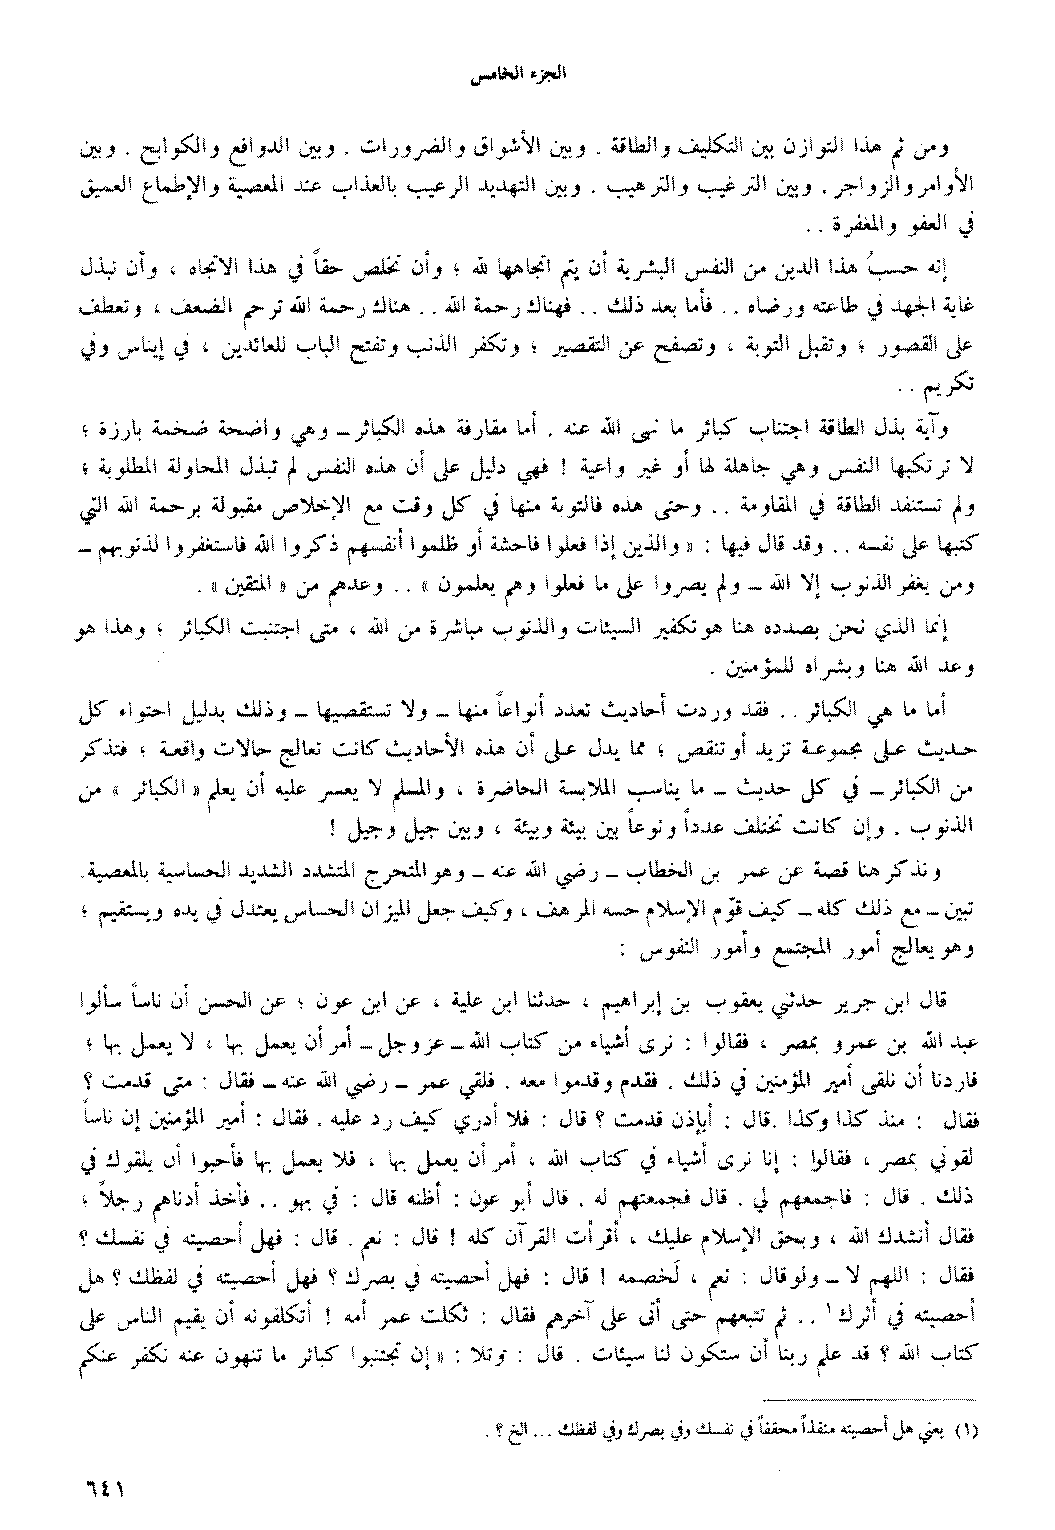 الجزء الخامس
ومن ثم هذا التوازن بين التكليف والطاقة . وبين الأشواق والضرورات . وبين الدوافع والكوابح . وبين
الأوامر والزواجر . وبين الترغيب والترهيب . وبين التهديد الرعيب بالعذاب عند المعصية والإطماع العميق
في العفو والمغفرة . .
إنه حسبُ هذا الدين من النفس البشرية أن يتم اتجاهها لله ؛ وأن تخلص حقاً في هذا الاتجاه ، وأن تبذل
غاية الجهد في طاعته ورضاه . . فأما بعد ذلك . . فهناك رحمة الله . . هناك رحمة الله ترحم الضعف ، وتعطف
على القصور ؛ وتقبل التوبة ، وتصفح عن التقصير ؛ وتكفر الذنب وتفتح الباب للعائدين ، في إيناس وفي
تكريم . .
وآية بذل الطاقة اجتناب كبائر ما نهى الله عنه . أما مقارفة هذه الكبائر ــ وهي واضحة ضخمة بارزة ؛
لا ترتكبها النفس وهي جاهلة لها أو غير واعية ! فهي دليل على أن هذه النفس لم تبذل المحاولة المطلوبة ؛
ولم تستنفد الطاقة في المقاومة . . وحتى هذه فالتوبة منها في كل وقت مع الإخلاص مقبولة برحمة الله التي
كتبها على نفسه . . وقد قال فيها : « والذين إذا فعلوا فاحشة أو ظلموا أنفسهم ذكروا الله فاستغفروا لذنوبهم ــ
ومن يغفر الذنوب إلا الله ــ ولم يصروا على ما فعلوا وهم يعلمون » . . وعدهم من « المتقين » .
إنما الذي نحن بصدده هنا هو تكفير السيئات والذنوب مباشرة من الله ، متى اجتنبت الكبائر ؛ وهذا هو
وعد الله هنا وبشراه للمؤمنين .
أما ما هي الكبائر . . فقد وردت أحاديث تعدد أنواعاً منها ــ ولا تستقصيها ــ وذلك بدليل احتواء كل
حديث على مجموعة تزيد أو تنقص ؛ مما يدل على أن هذه الأحاديث كانت تعالج حالات واقعة ؛ فتذكر
من الكبائر ــ في كل حديث ــ ما يناسب الملابسة الحاضرة ، والمسلم لا يعسر عليه أن يعلم « الكبائر » من
الذنوب . وإن كانت تختلف عدداً ونوعاً بين بيئة وبيئة ، وبين جيل وجيل !
ونذكر هنا قصة عن عمر بن الخطاب ــ رضي الله عنه ــ وهو المتحرج المتشدد الشديد الحساسية بالمعصية.
تبين ــ مع ذلك كله ــ كيف قوّم الإسلام حسه المرهف ، وكيف جعل الميزان الحساس يعتدل في يده ويستقيم ؛
وهو يعالج أمور المجتمع وأمور النفوس :
قال ابن جرير حدثني يعقوب بن إبراهيم ، حدثنا ابن علية ، عن ابن عون ؛ عن الحسن أن ناساً سألوا
عبد الله بن عمرو بمصر ، فقالوا : نرى أشياء من كتاب الله ــ عز وجل ــ أمر أن يعمل بها ، لا يعمل بها ؛
فاردنا أن نلقى أمير المؤمنين في ذلك . فقدم وقدموا معه . فلقي عمر ــ رضي الله عنه ــ فقال : متى قدمت ؟
فقال : منذ كذا وكذا .قال : أبإذن قدمت ؟ قال : فلا أدري كيف رد عليه . فقال : أمير المؤمنين إن ناساً
لقوني بمصر ، فقالوا : إنا نرى أشياء في كتاب الله ، أمر أن يعمل بها ، فلا يعمل بها فأحبوا أن يلقوك في
ذلك . قال : فاجمعهم لي . قال فجمعتهم له . قال أبو عون : أظنه قال : في بهو . . فأخذ أدناهم رجلاً ؛
فقال أنشدك الله ، وبحق الإسلام عليك ، أقرأت القرآن كله ! قال : نعم . قال : فهل أحصيته في نفسك ؟
فقال : اللهم لا ــ ولو قال : نعم ، لَخصمه ! قال : فهل أحصيته في بصرك ؟ فهل أحصيته في لفظك ؟ هل
أحصيته في أثرك ١ . . ثم تتبعهم حتى أتى على آخرهم فقال : ثكلت عمر أمه ! أتكلفونه أن يقيم الناس على
كتاب الله ؟ قد علم ربنا أن ستكون لنا سيئات . قال : وتلا : « إن تجتنبوا كبائر ما تنهون عنه نكفر عنكم
(١) يعني هل أحصيته منفذاً محققاً في نفسك وفي بصرك وفي لفظك ... الخ ؟ .
٦٤١